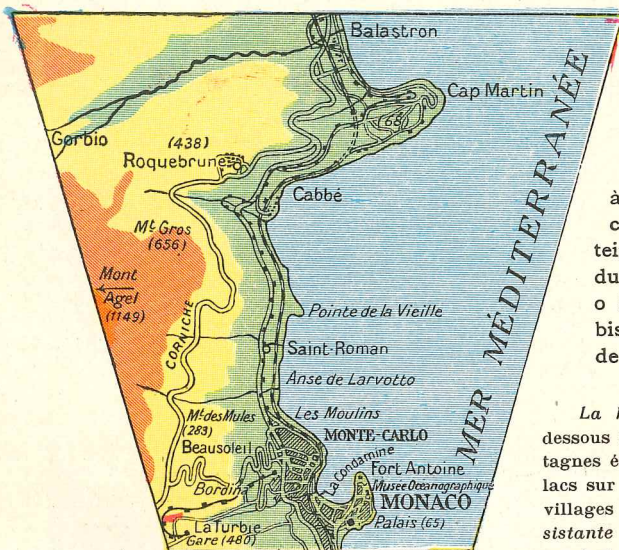 Balastron
Cap Martin
(68)
Gorbio
(438)
Roquebrune
Cabbé
Mt Gros
(656)
Mont
Agel
(1149)
CORNICHE
Pointe de la Vieille
Saint-Roman
Anse de Larvotto
Mt des Mules
(283)
Les Moulins
MONTE-CARLO
Beausoleil
La Condamine
Fort Antoine
Musée Océanographique
Bordina
MONACO
Palais (65)
La Turbie
Gare (480)
MER MÉDITERRANÉE
à
c
tei
du
o
bis
de
La
dessous
tagnes é
lacs sur
villages
sistante